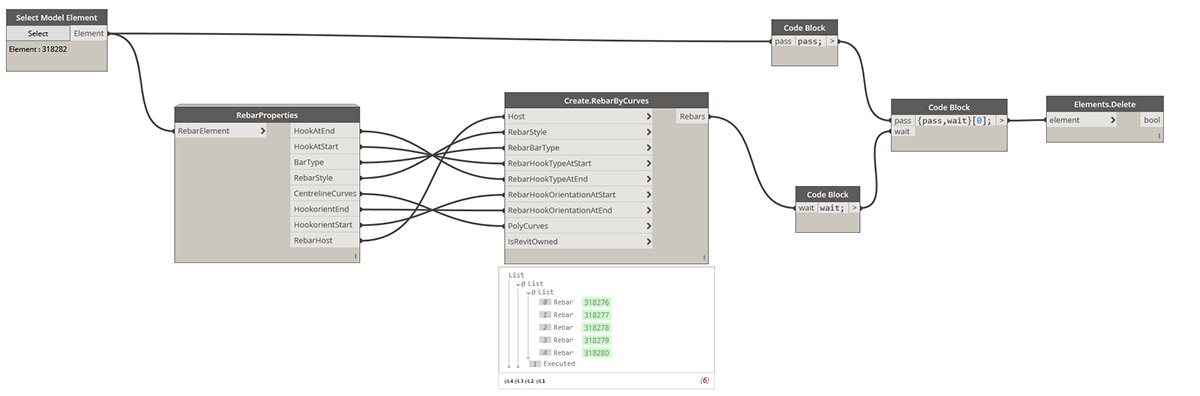 Select Model Element
Select
Element
Element : 318282
RebarProperties
RebarElement
>
HookAtEnd
HookAtStart
BarType
RebarStyle
CentrelineCurves
HookorientEnd
HookorientStart
RebarHost
l
Create.RebarByCurves
Host
>
Rebars
RebarStyle
>
RebarBarType
>
RebarHookTypeAtStart
>
RebarHookTypeAtEnd
>
RebarHookOrientationAtStart
>
RebarHookOrientationAtEnd
>
PolyCurves
>
IsRevitOwned
>
l
List
0 List
0 List
0 Rebar 318276
1 Rebar 318277
2 Rebar 318278
3 Rebar 318279
4 Rebar 318280
1 Executed
@L4 @L3 @L2 @L1
{6}
Code Block
pass pass; >
Code Block
wait wait; >
Code Block
pass {pass,wait}[0]; >
wait
Elements.Delete
element > bool
l